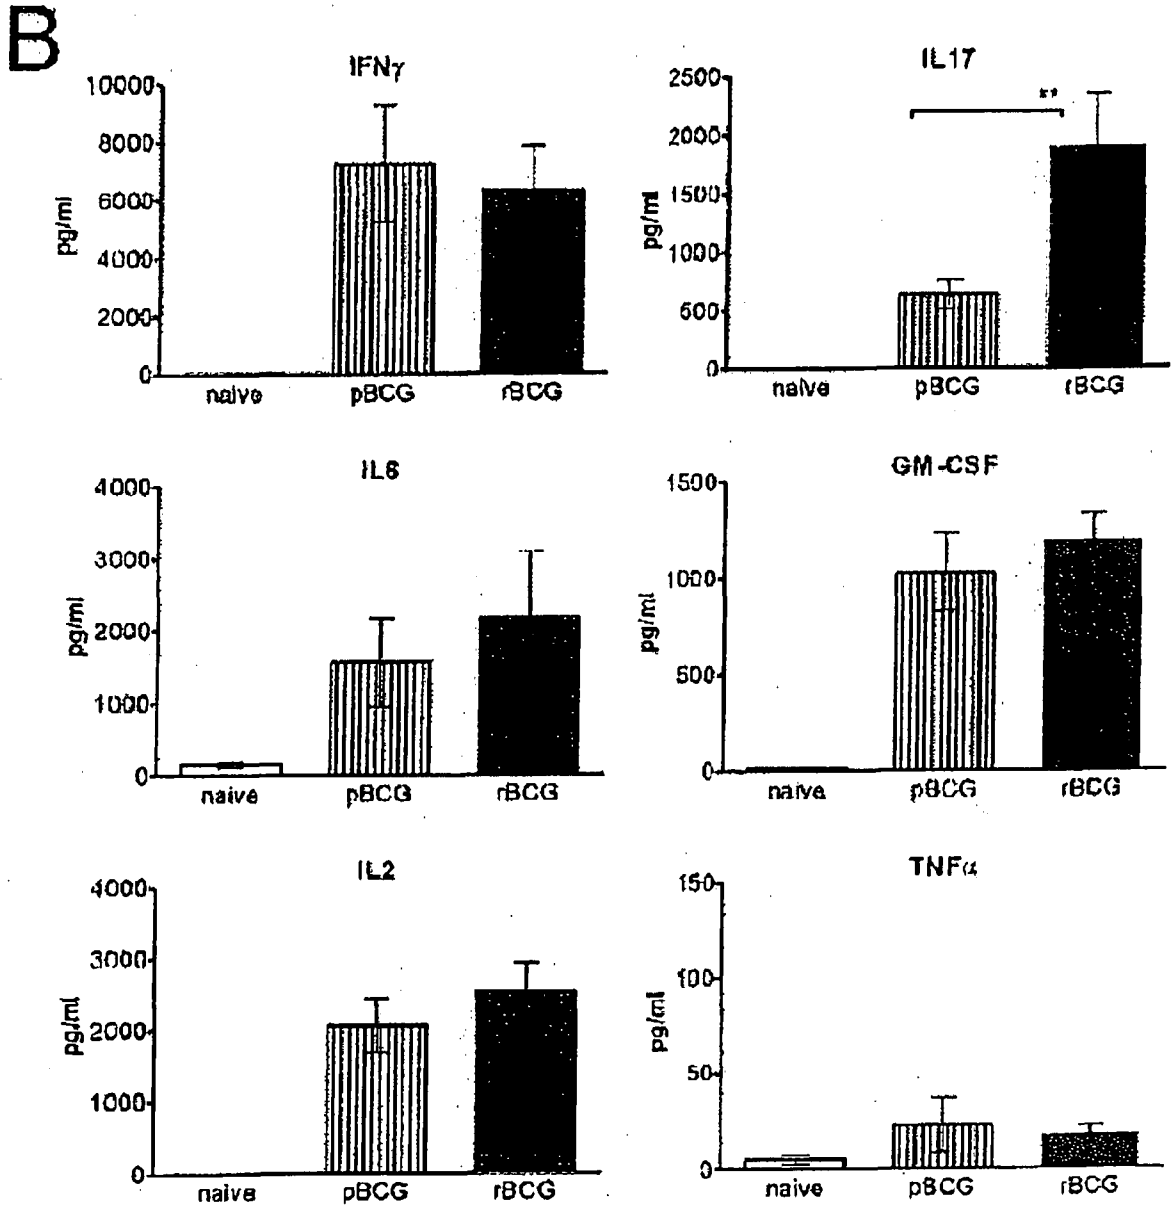 B
IFNγ
10000
8000
6000
4000
2000
0
pg/ml
naive
pBCG
rBCG
IL17
2500
2000
1500
1000
500
0
pg/ml
**
naive
pBCG
rBCG
IL6
4000
3000
2000
1000
0
pg/ml
naive
pBCG
rBCG
GM-CSF
1500
1000
500
0
pg/ml
naive
pBCG
rBCG
IL2
4000
3000
2000
1000
0
pg/ml
naive
pBCG
rBCG
TNFα
150
100
50
0
pg/ml
naive
pBCG
rBCG